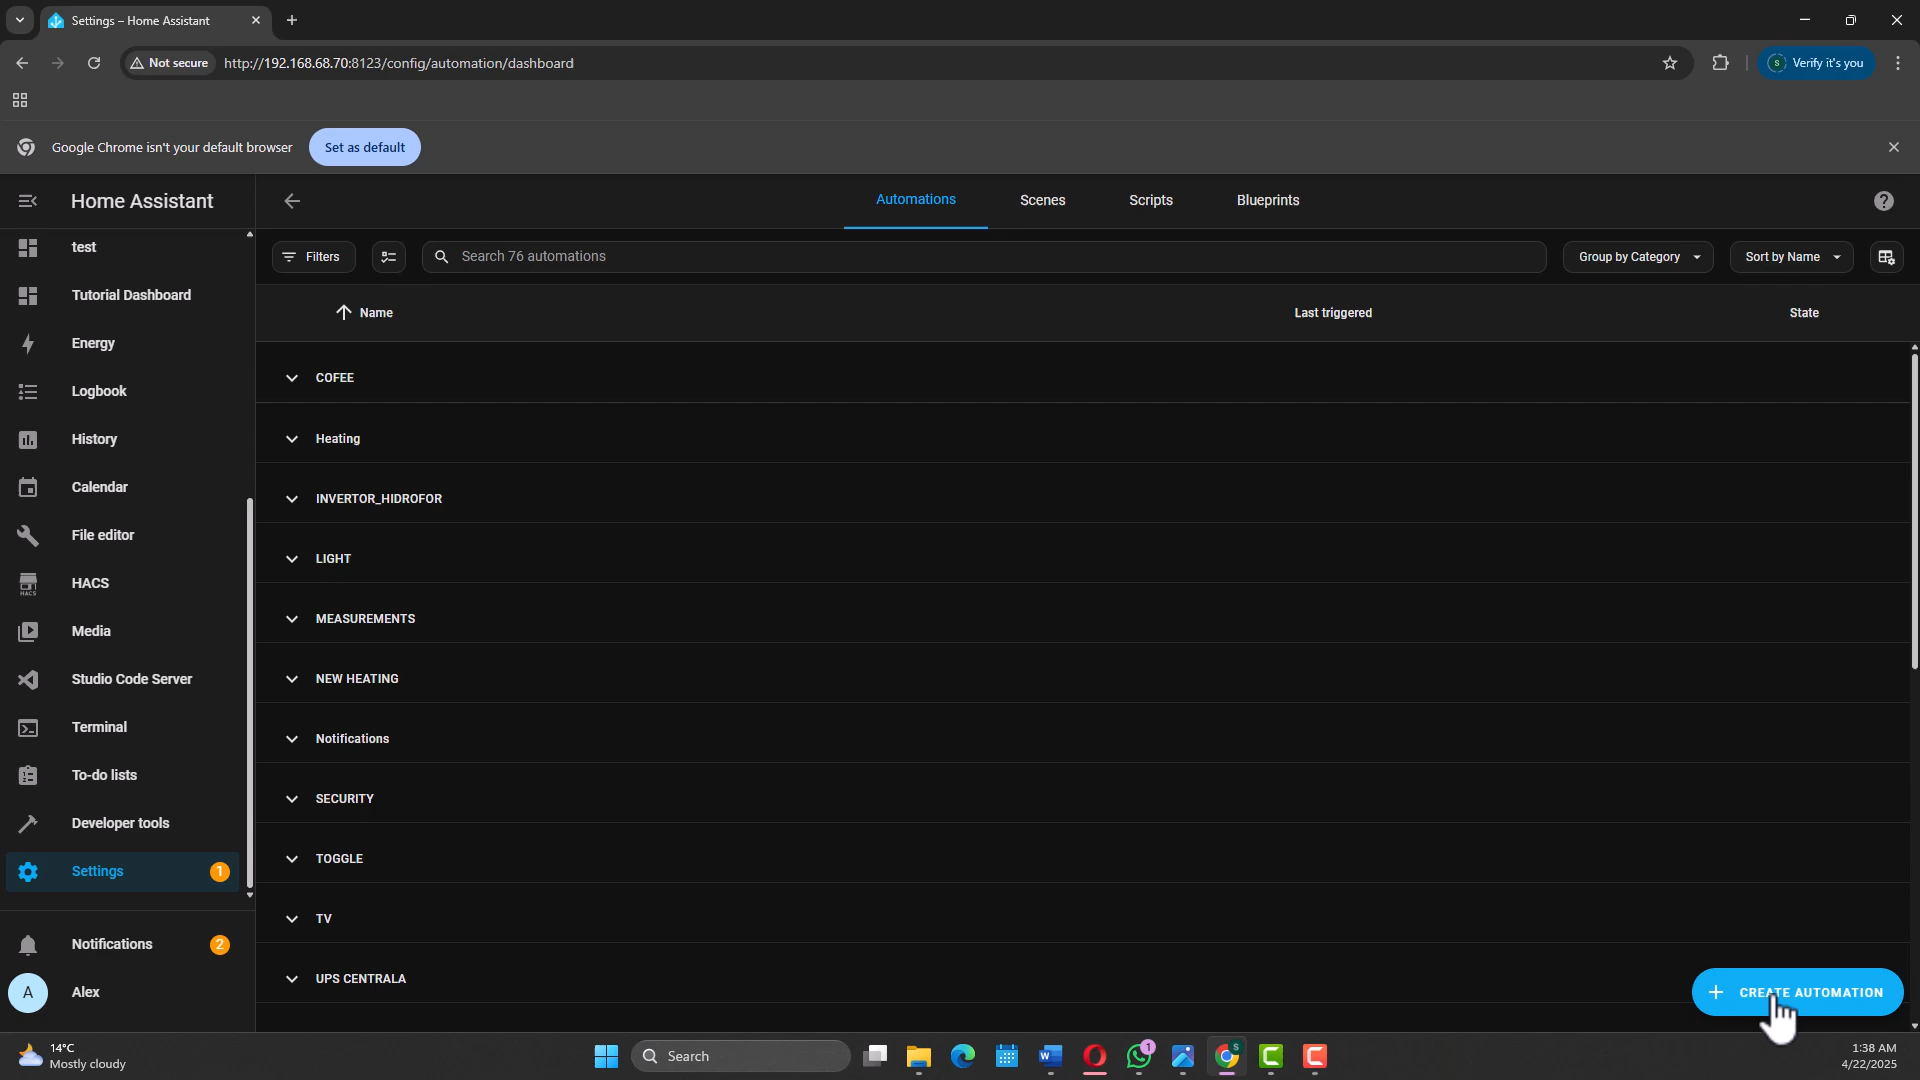 Settings – Home Assistant
Not secure
http://192.168.68.70:8123/config/automation/dashboard
S
Verify it's you
Google Chrome isn't your default browser
Set as default
Home Assistant
Automations
Scenes
Scripts
Blueprints
test
Filters
Search 76 automations
Group by Category
Sort by Name
Tutorial Dashboard
Name
Last triggered
State
Energy
COFEE
Logbook
History
Heating
Calendar
INVERTOR_HIDROFOR
File editor
LIGHT
HACS
HACS
Media
MEASUREMENTS
Studio Code Server
NEW HEATING
Terminal
Notifications
To-do lists
SECURITY
Developer tools
TOGGLE
Settings
1
TV
Notifications
2
UPS CENTRALA
A
Alex
CREATE AUTOMATION
14°C
Mostly cloudy
Search
W
1
S
1:38 AM
4/22/2025